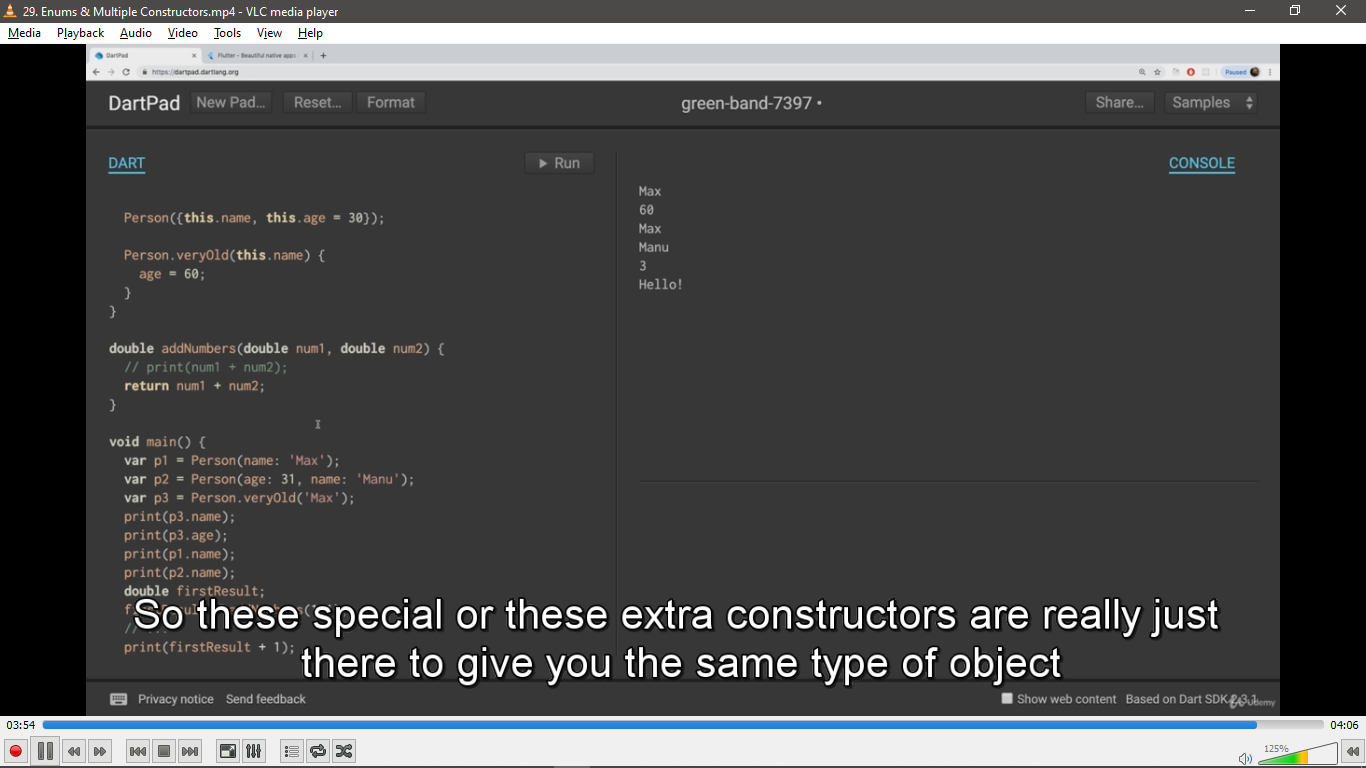 29. Enums & Multiple Constructors.mp4 - VLC media player
Media Playback Audio Video Tools View Help
DartPad
Flutter - Beautiful native apps
https://dartpad.dartlang.org
Paused
DartPad New Pad... Reset... Format green-band-7397 • Share... Samples
DART Run CONSOLE
Person({this.name, this.age = 30});
Person.veryOld(this.name) {
age = 60;
}
}
double addNumbers(double num1, double num2) {
// print(num1 + num2);
return num1 + num2;
}
void main() {
var p1 = Person(name: 'Max');
var p2 = Person(age: 31, name: 'Manu');
var p3 = Person.veryOld('Max');
print(p3.name);
print(p3.age);
print(p1.name);
print(p2.name);
double firstResult;
print(firstResult + 1);
Max
60
Max
Manu
3
Hello!
So these special or these extra constructors are really just
there to give you the same type of object
Privacy notice Send feedback Show web content Based on Dart SDK 2.3.1
Udemy
03:54 04:06
125%